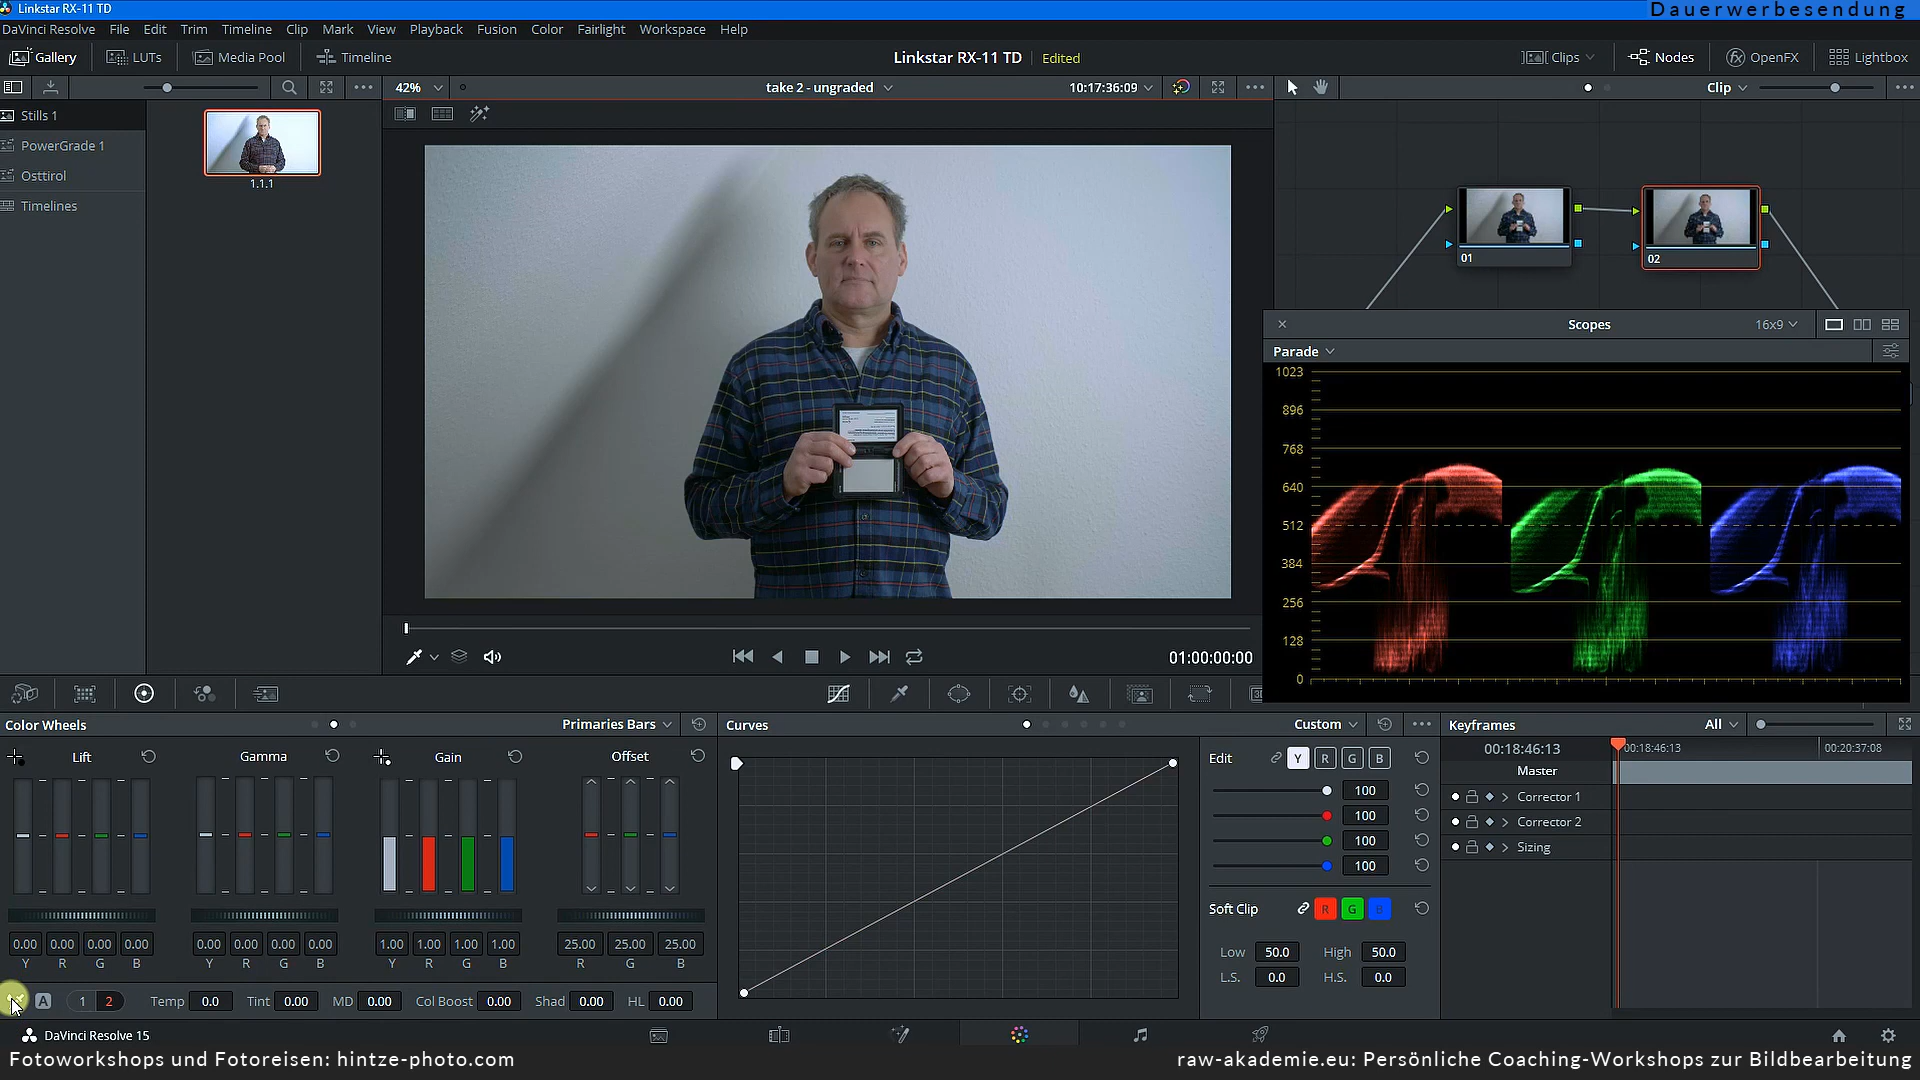 Linkstar RX-11 TD
Dauerwerbesendung
DaVinci Resolve File Edit Trim Timeline Clip Mark View Playback Fusion Color Fairlight Workspace Help
Gallery LUTs Media Pool Timeline
Linkstar RX-11 TD Edited
Clips Nodes OpenFX Lightbox
42% take 2 - ungraded 10:17:36:09
Clip
Stills 1
PowerGrade 1
Osttirol
Timelines
1.1.1
01
02
Scopes 16x9
Parade
1023
896
768
640
512
384
256
128
0
01:00:00:00
Color Wheels Primaries Bars
Lift Gamma Gain Offset
0.00 0.00 0.00 0.00 0.00 0.00 0.00 0.00 1.00 1.00 1.00 1.00 25.00 25.00 25.00
Y R G B Y R G B Y R G B R G B
A 1 2 Temp 0.0 Tint 0.00 MD 0.00 Col Boost 0.00 Shad 0.00 HL 0.00
Curves Custom
Edit Y R G B
100
100
100
100
Soft Clip R G B
Low 50.0 High 50.0
L.S. 0.0 H.S. 0.0
Keyframes All
00:18:46:13 00:18:46:13 00:20:37:08
Master
Corrector 1
Corrector 2
Sizing
DaVinci Resolve 15
Fotoworkshops und Fotoreisen: hintze-photo.com
raw-akademie.eu: Persönliche Coaching-Workshops zur Bildbearbeitung